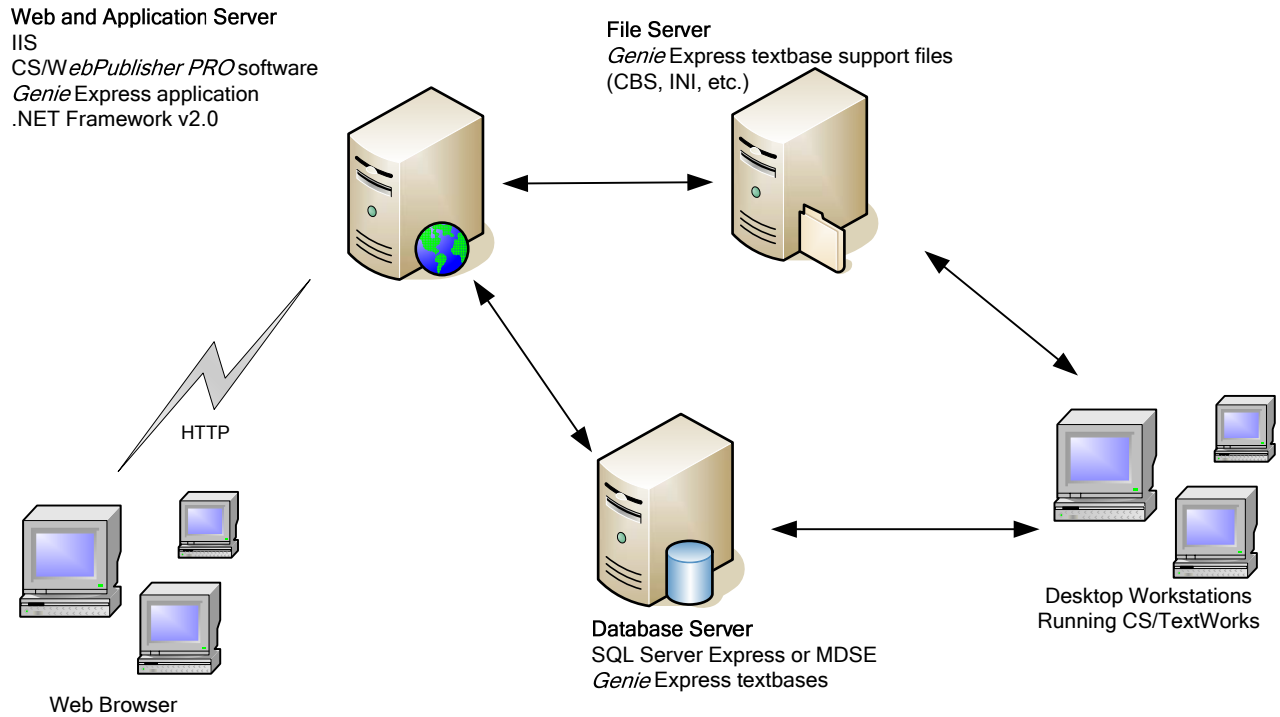 Web and Application Server
IIS
CS/WebPublisher PRO software
Genie Express application
.NET Framework v2.0
File Server
Genie Express textbase support files
(CBS, INI, etc.)
HTTP
Web Browser
Database Server
SQL Server Express or MDSE
Genie Express textbases
Desktop Workstations
Running CS/TextWorks